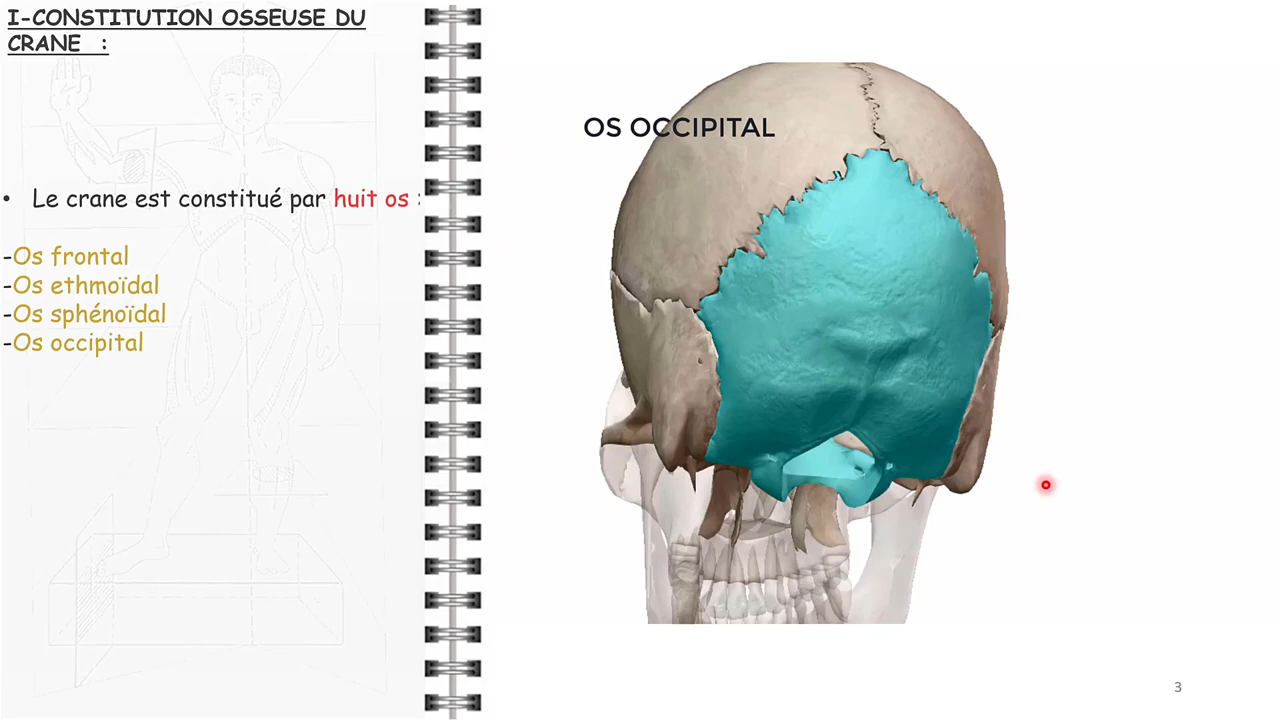 I-CONSTITUTION OSSEUSE DU
CRANE :
• Le crane est constitué par huit os :
-Os frontal
-Os ethmoïdal
-Os sphénoïdal
-Os occipital
OS OCCIPITAL
3